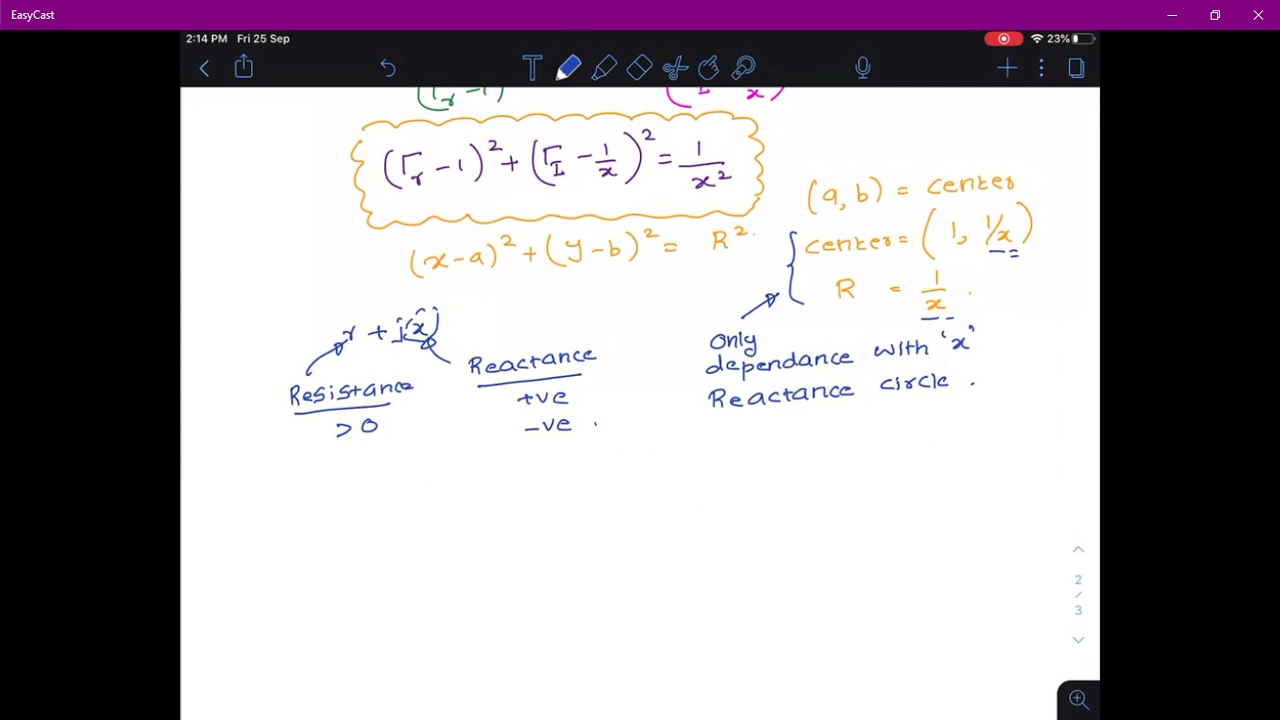 EasyCast
2:14 PM Fri 25 Sep
23%
(Γr − 1)² + (ΓI − 1/x)² = 1/x²
(a, b) = center
(x−a)² + (y−b)² = R².
center = (1, 1/x)
R = 1/x .
r + j(x)
Resistance
> 0
Reactance
+ve
−ve .
Only
dependance with 'x'
Reactance circle .
2
/
3